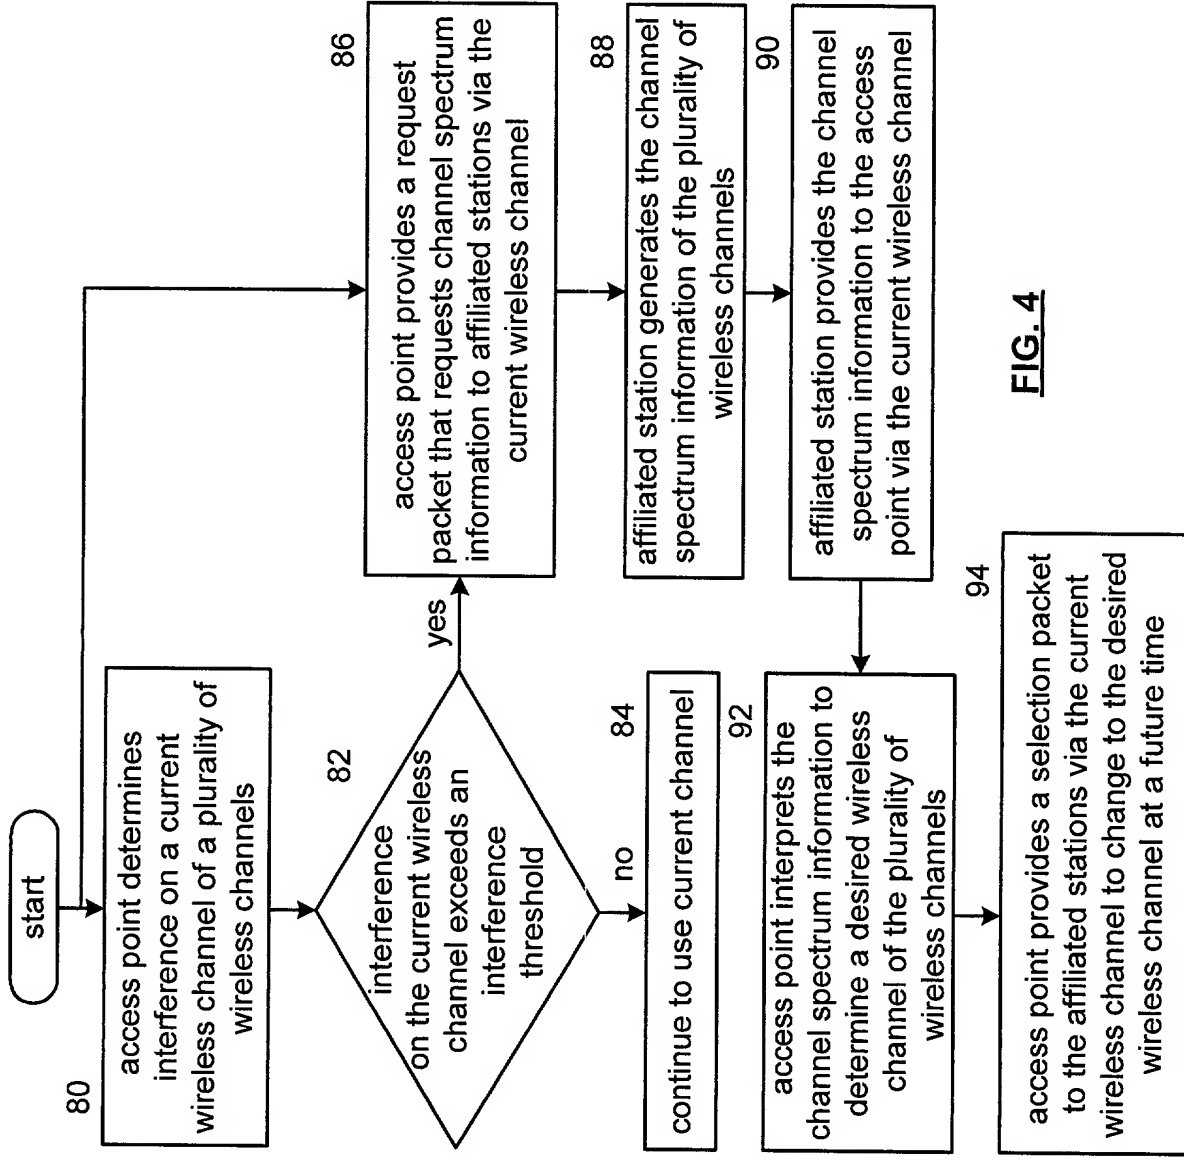 start
80
access point determines
interference on a current
wireless channel of a plurality of
wireless channels
82
interference
on the current wireless
channel exceeds an
interference
threshold
yes
no
84
continue to use current channel
86
access point provides a request
packet that requests channel spectrum
information to affiliated stations via the
current wireless channel
88
affiliated station generates the channel
spectrum information of the plurality of
wireless channels
90
affiliated station provides the channel
spectrum information to the access
point via the current wireless channel
92
access point interprets the
channel spectrum information to
determine a desired wireless
channel of the plurality of
wireless channels
94
access point provides a selection packet
to the affiliated stations via the current
wireless channel to change to the desired
wireless channel at a future time
FIG. 4